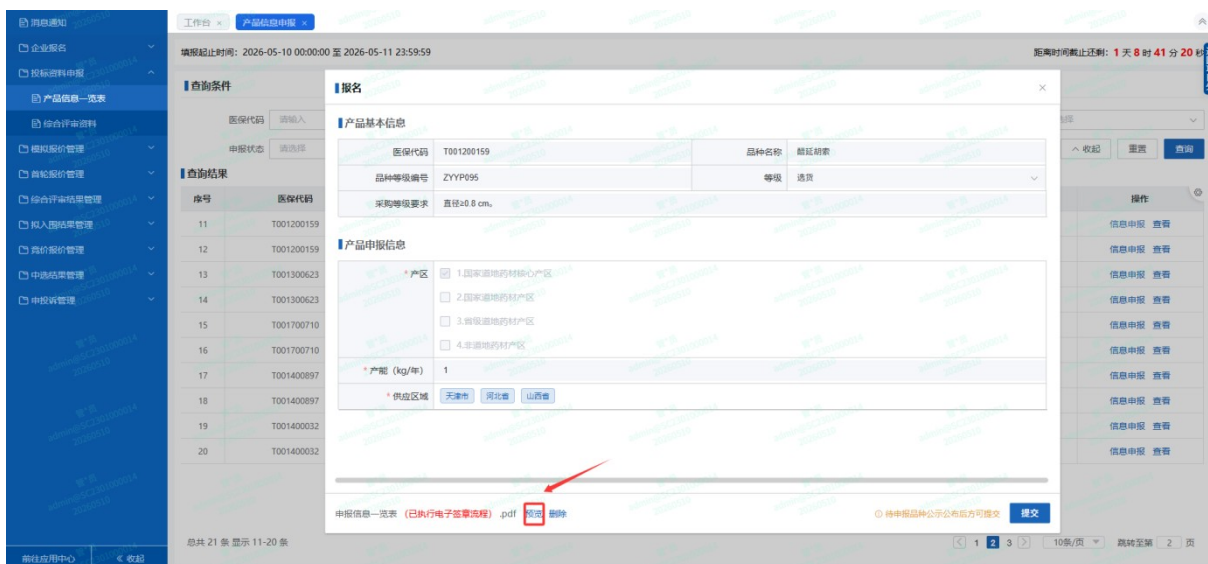 消息通知
企业报名
投标资料申报
产品信息一览表
综合评审资料
模拟报价管理
首轮报价管理
综合评审结果管理
拟入围结果管理
竞价报价管理
中选结果管理
申投诉管理
前往应用中心 << 收起
工作台 × 产品信息申报 ×
填报起止时间：2026-05-10 00:00:00 至 2026-05-11 23:59:59 距离时间截止还剩：1 天 8 时 41 分 20 秒
查询条件
医保代码 请输入
申报状态 请选择 收起 重置 查询
查询结果
序号 医保代码 操作
11 T001200159 信息申报 查看
12 T001200159 信息申报 查看
13 T001300623 信息申报 查看
14 T001300623 信息申报 查看
15 T001700710 信息申报 查看
16 T001700710 信息申报 查看
17 T001400897 信息申报 查看
18 T001400897 信息申报 查看
19 T001400032 信息申报 查看
20 T001400032 信息申报 查看
总共 21 条 显示 11-20 条 < 1 2 3 > 10条/页 跳转至第 2 页
报名 ×
产品基本信息
医保代码 T001200159 品种名称 醋延胡索
品种等级编号 ZYYP095 等级 选货
采购等级要求 直径≥0.8 cm。
产品申报信息
* 产区 1.国家道地药材核心产区
2.国家道地药材产区
3.省级道地药材产区
4.非道地药材产区
* 产能（kg/年） 1
* 供应区域 天津市 河北省 山西省
申报信息一览表（已执行电子签章流程）.pdf 预览 删除 待申报品种公示公布后方可提交 提交